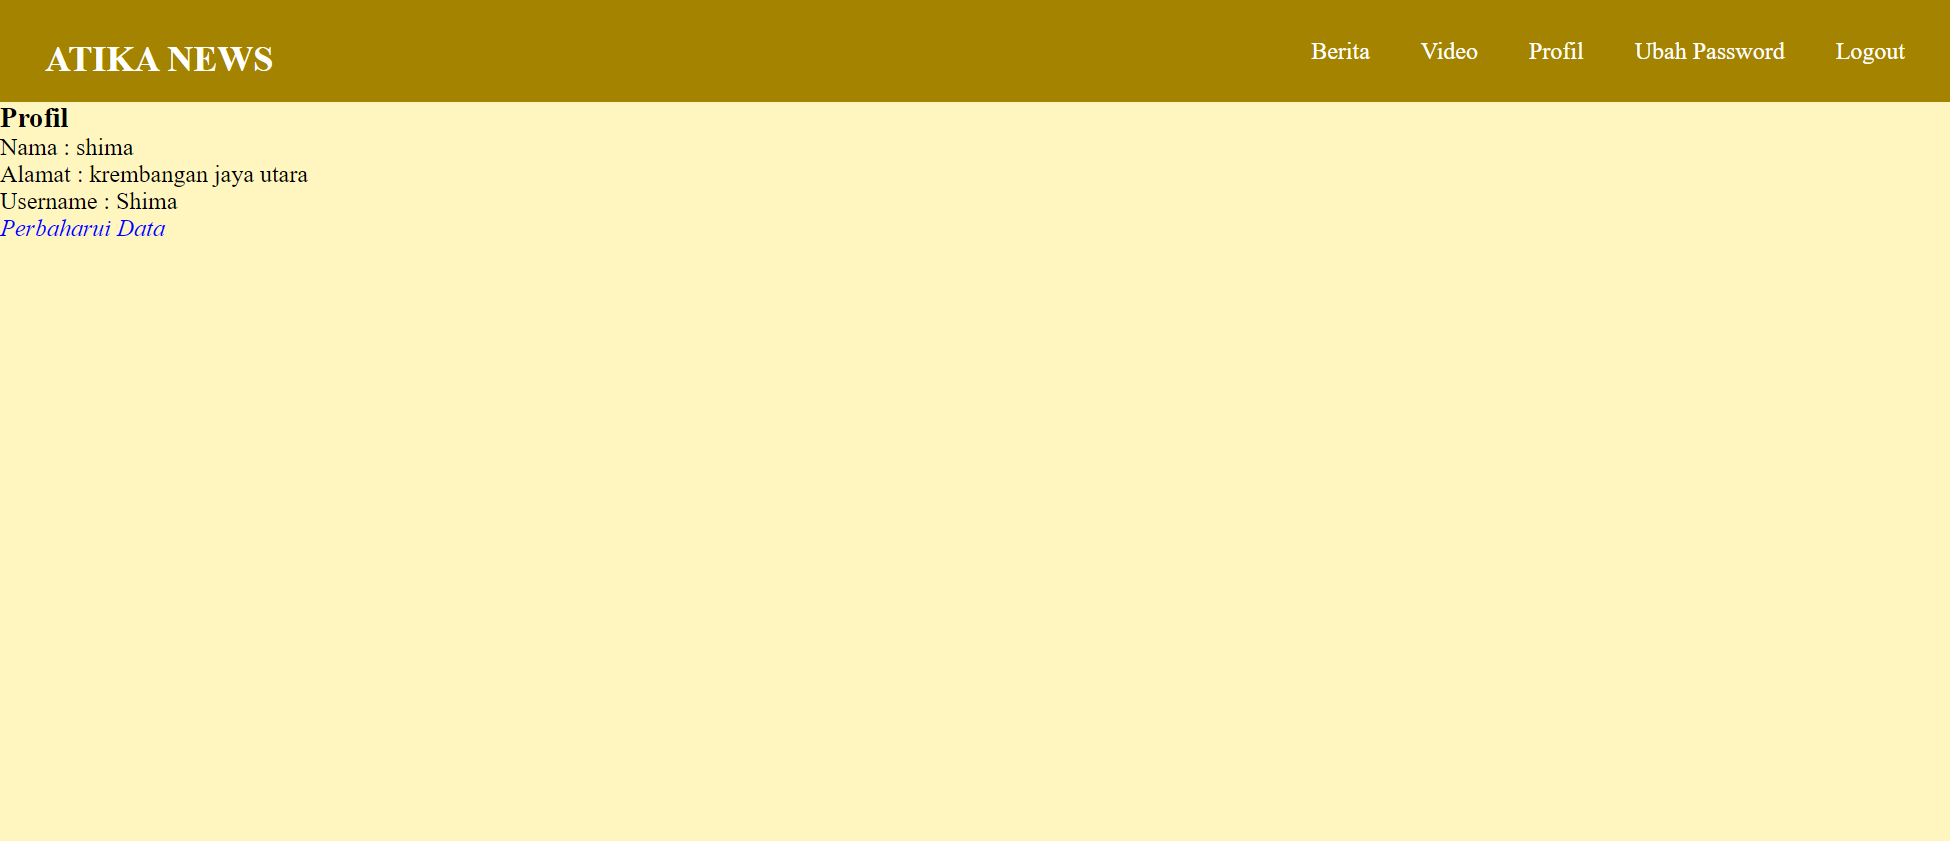 ATIKA NEWS
Berita Video Profil Ubah Password Logout
Profil
Nama : shima
Alamat : krembangan jaya utara
Username : Shima
Perbaharui Data